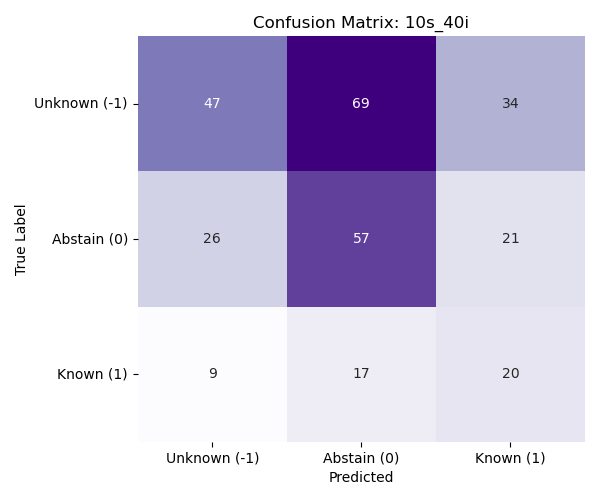 Confusion Matrix: 10s_40i
True Label
Unknown (-1) 47 69 34
Abstain (0) 26 57 21
Known (1) 9 17 20
Unknown (-1) Abstain (0) Known (1)
Predicted